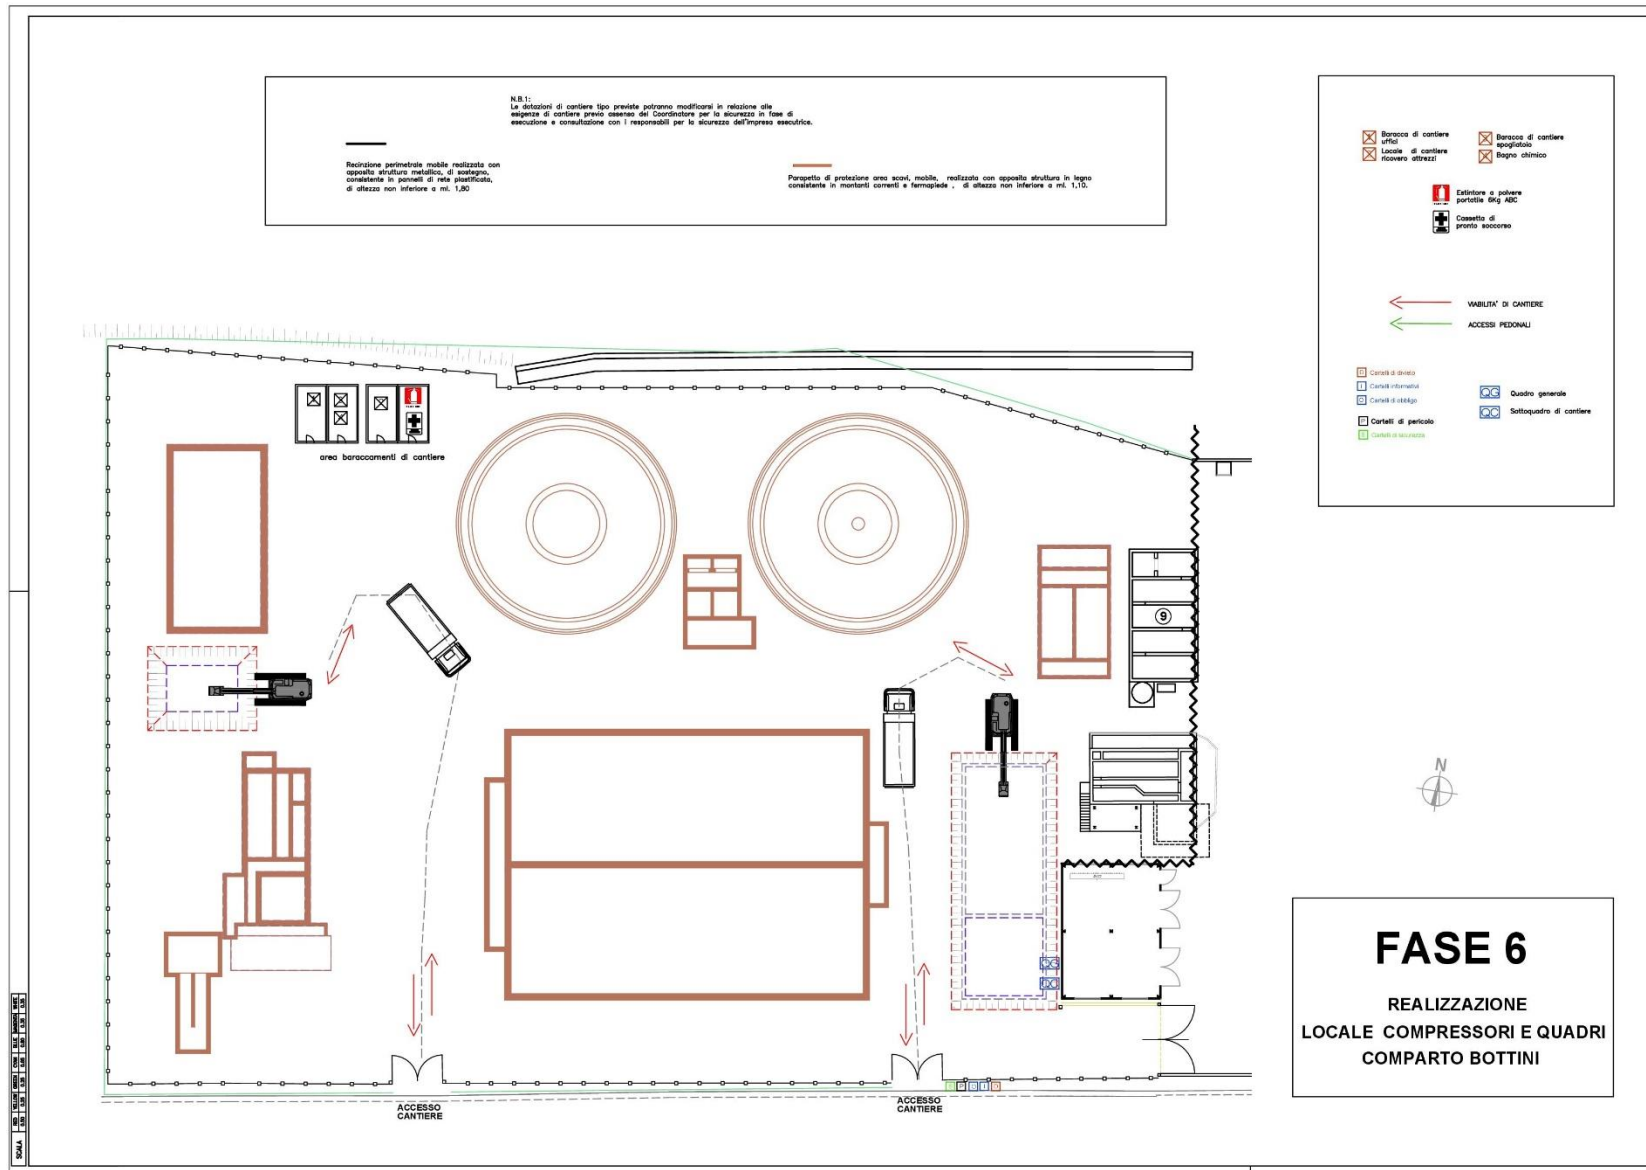 N.B.1:
Le dotazioni di cantiere tipo previste potranno modificarsi in relazione alle
esigenze di cantiere previo assenso del Coordinatore per la sicurezza in fase di
esecuzione e consultazione con i responsabili per la sicurezza dell'impresa esecutrice.
Recinzione perimetrale mobile realizzata con
apposita struttura metallica, di sostegno,
consistente in pannelli di rete plastificata,
di altezza non inferiore a ml. 1,80
Parapetto di protezione area scavi, mobile, realizzata con apposita struttura in legno
consistente in montanti correnti e fermapiede , di altezza non inferiore a ml. 1,10.
Baracca di cantiere
uffici
Locale di cantiere
ricovero attrezzi
Baracca di cantiere
spogliatoio
Bagno chimico
Estintore a polvere
portatile 6Kg ABC
Cassetta di
pronto soccorso
VIABILITA' DI CANTIERE
ACCESSI PEDONALI
D Cartelli di divieto
I Cartelli informativi
O Cartelli di obbligo
P Cartelli di pericolo
S Cartelli di sicurezza
QG Quadro generale
QC Sottoquadro di cantiere
area baraccamenti di cantiere
9
N
QG
QC
S P O I D
ACCESSO
CANTIERE
ACCESSO
CANTIERE
FASE 6
REALIZZAZIONE
LOCALE COMPRESSORI E QUADRI
COMPARTO BOTTINI
SCALA